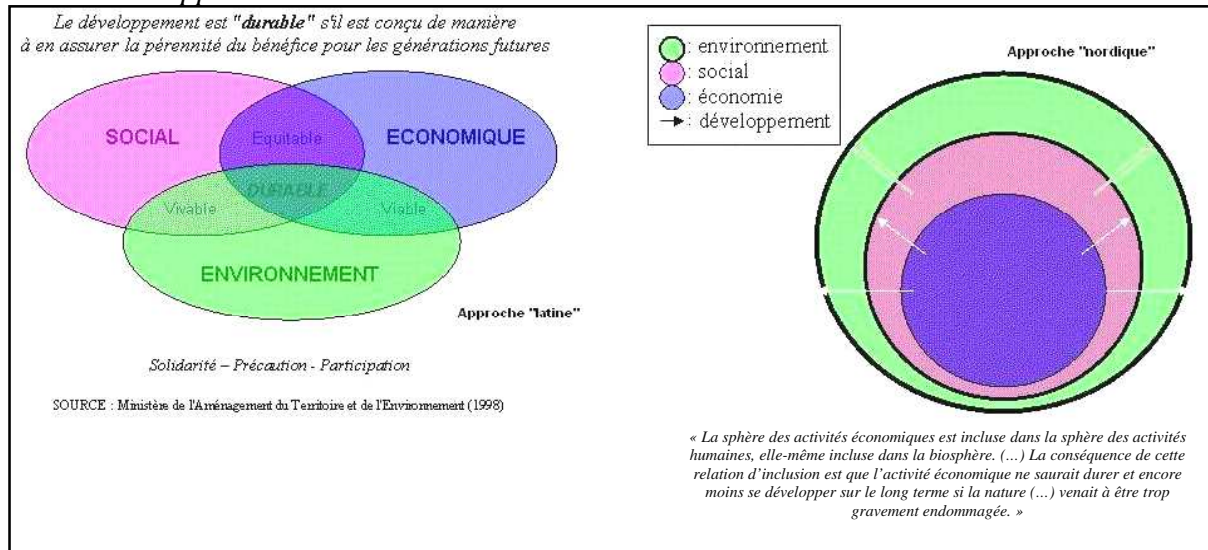 Le développement est "durable" s'il est conçu de manière
à en assurer la pérennité du bénéfice pour les générations futures
SOCIAL
Equitable
ECONOMIQUE
DURABLE
Vivable
Viable
ENVIRONNEMENT
Approche "latine"
Solidarité – Précaution - Participation
SOURCE : Ministère de l'Aménagement du Territoire et de l'Environnement (1998)
: environnement
: social
: économie
: développement
Approche "nordique"
« La sphère des activités économiques est incluse dans la sphère des activités
humaines, elle-même incluse dans la biosphère. (…) La conséquence de cette
relation d'inclusion est que l'activité économique ne saurait durer et encore
moins se développer sur le long terme si la nature (…) venait à être trop
gravement endommagée. »